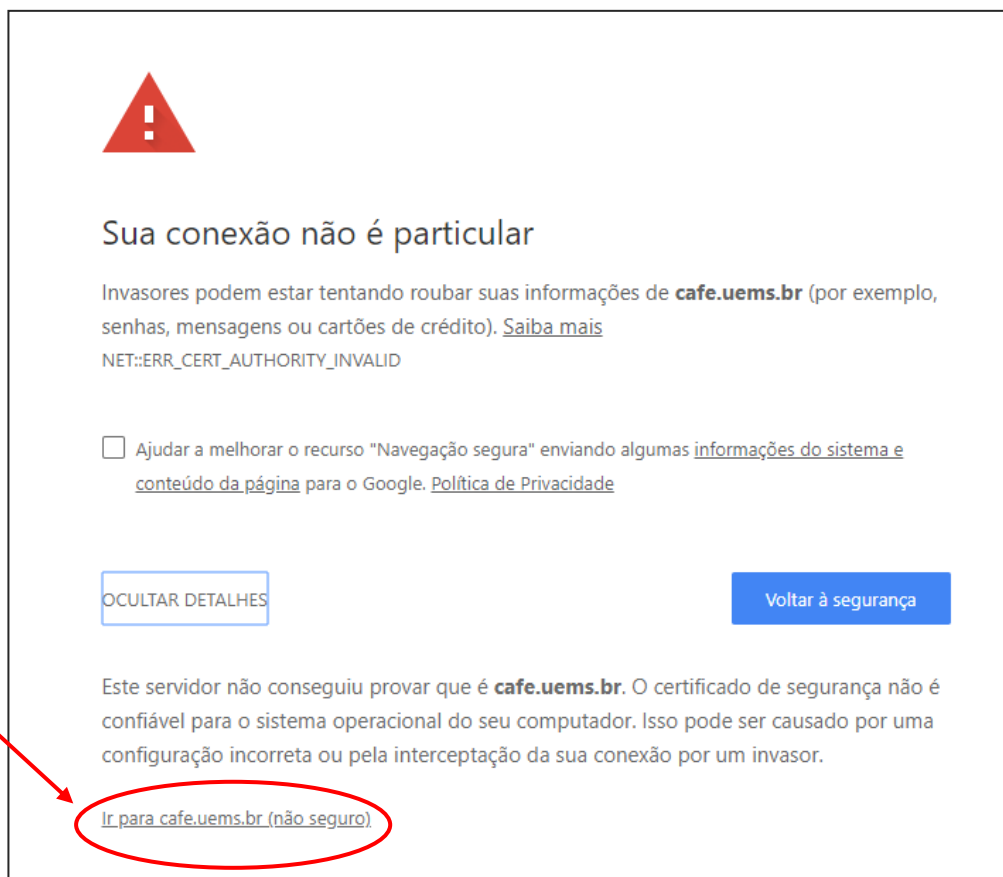 Sua conexão não é particular
Invasores podem estar tentando roubar suas informações de cafe.uems.br (por exemplo,
senhas, mensagens ou cartões de crédito). Saiba mais
NET::ERR_CERT_AUTHORITY_INVALID
Ajudar a melhorar o recurso "Navegação segura" enviando algumas informações do sistema e
conteúdo da página para o Google. Política de Privacidade
OCULTAR DETALHES
Voltar à segurança
Este servidor não conseguiu provar que é cafe.uems.br. O certificado de segurança não é
confiável para o sistema operacional do seu computador. Isso pode ser causado por uma
configuração incorreta ou pela interceptação da sua conexão por um invasor.
Ir para cafe.uems.br (não seguro)